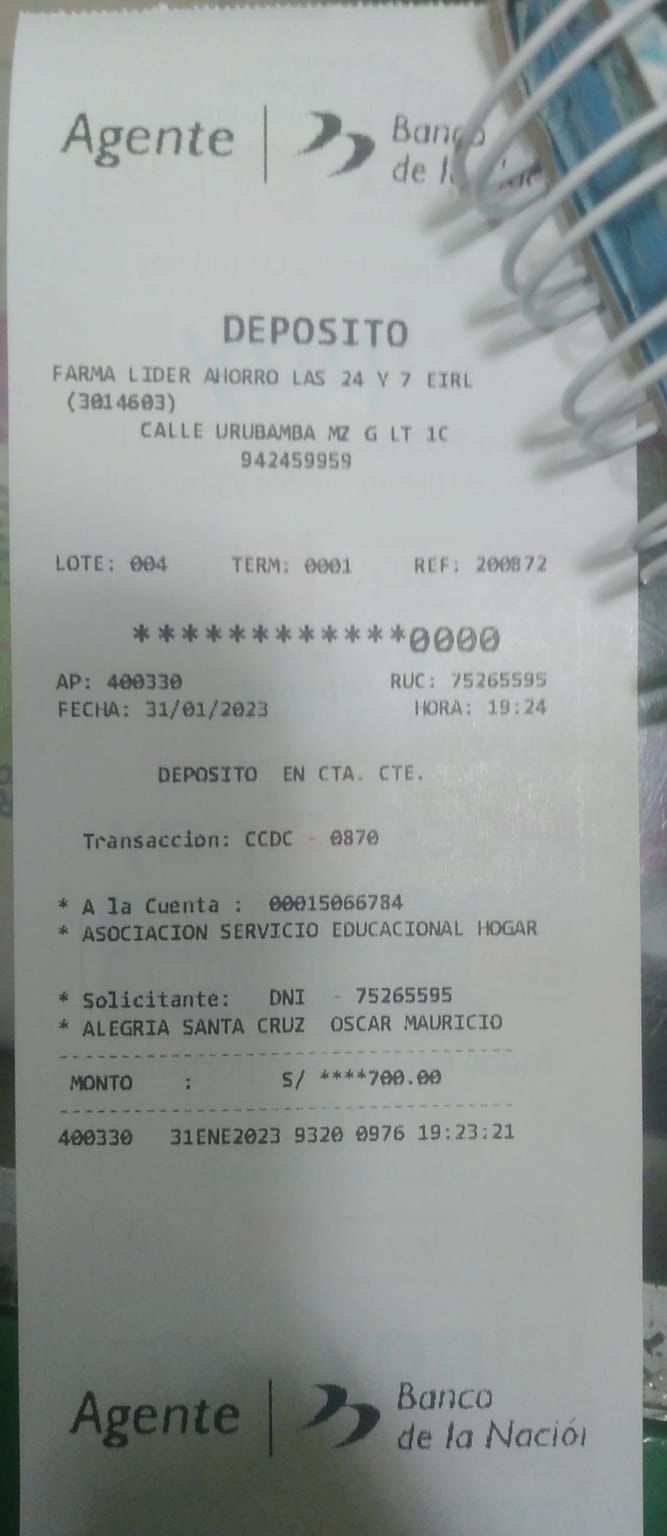 Agente
Banco
de la
DEPOSITO
FARMA LIDER AHORRO LAS 24 Y 7 EIRL
(3014603)
CALLE URUBAMBA MZ G LT 1C
942459959
LOTE: 004 TERM: 0001 REF: 200872
************0000
AP: 400330 RUC: 75265595
FECHA: 31/01/2023 HORA: 19:24
DEPOSITO EN CTA. CTE.
Transaccion: CCDC - 0870
* A la Cuenta : 00015066784
* ASOCIACION SERVICIO EDUCACIONAL HOGAR
* Solicitante: DNI - 75265595
* ALEGRIA SANTA CRUZ OSCAR MAURICIO
MONTO : S/ ****700.00
400330 31ENE2023 9320 0976 19:23:21
Agente
Banco
de la Nación